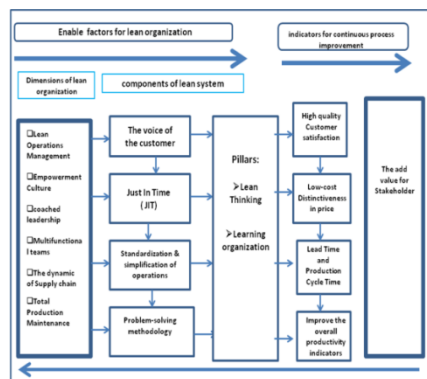 Enable factors for lean organization
indicators for continuous process
improvement
Dimensions of lean
organization
components of lean system
❑Lean
Operations
Management
❑Empowerment
Culture
❑coached
leadership
❑Multifunction
al teams
❑The dynamic
of Supply chain
❑Total
Production
Maintenance
The voice of
the customer
Just In Time
(JIT)
Standardization &
simplification of
operations
Problem-solving
methodology
Pillars:
➢Lean
Thinking
➢Learning
organization
High quality
Customer
satisfaction
Low-cost
Distinctiveness
in price
Lead Time
and
Production
Cycle Time
Improve the
overall
productivity
indicators
The add
value for
Stakeholder